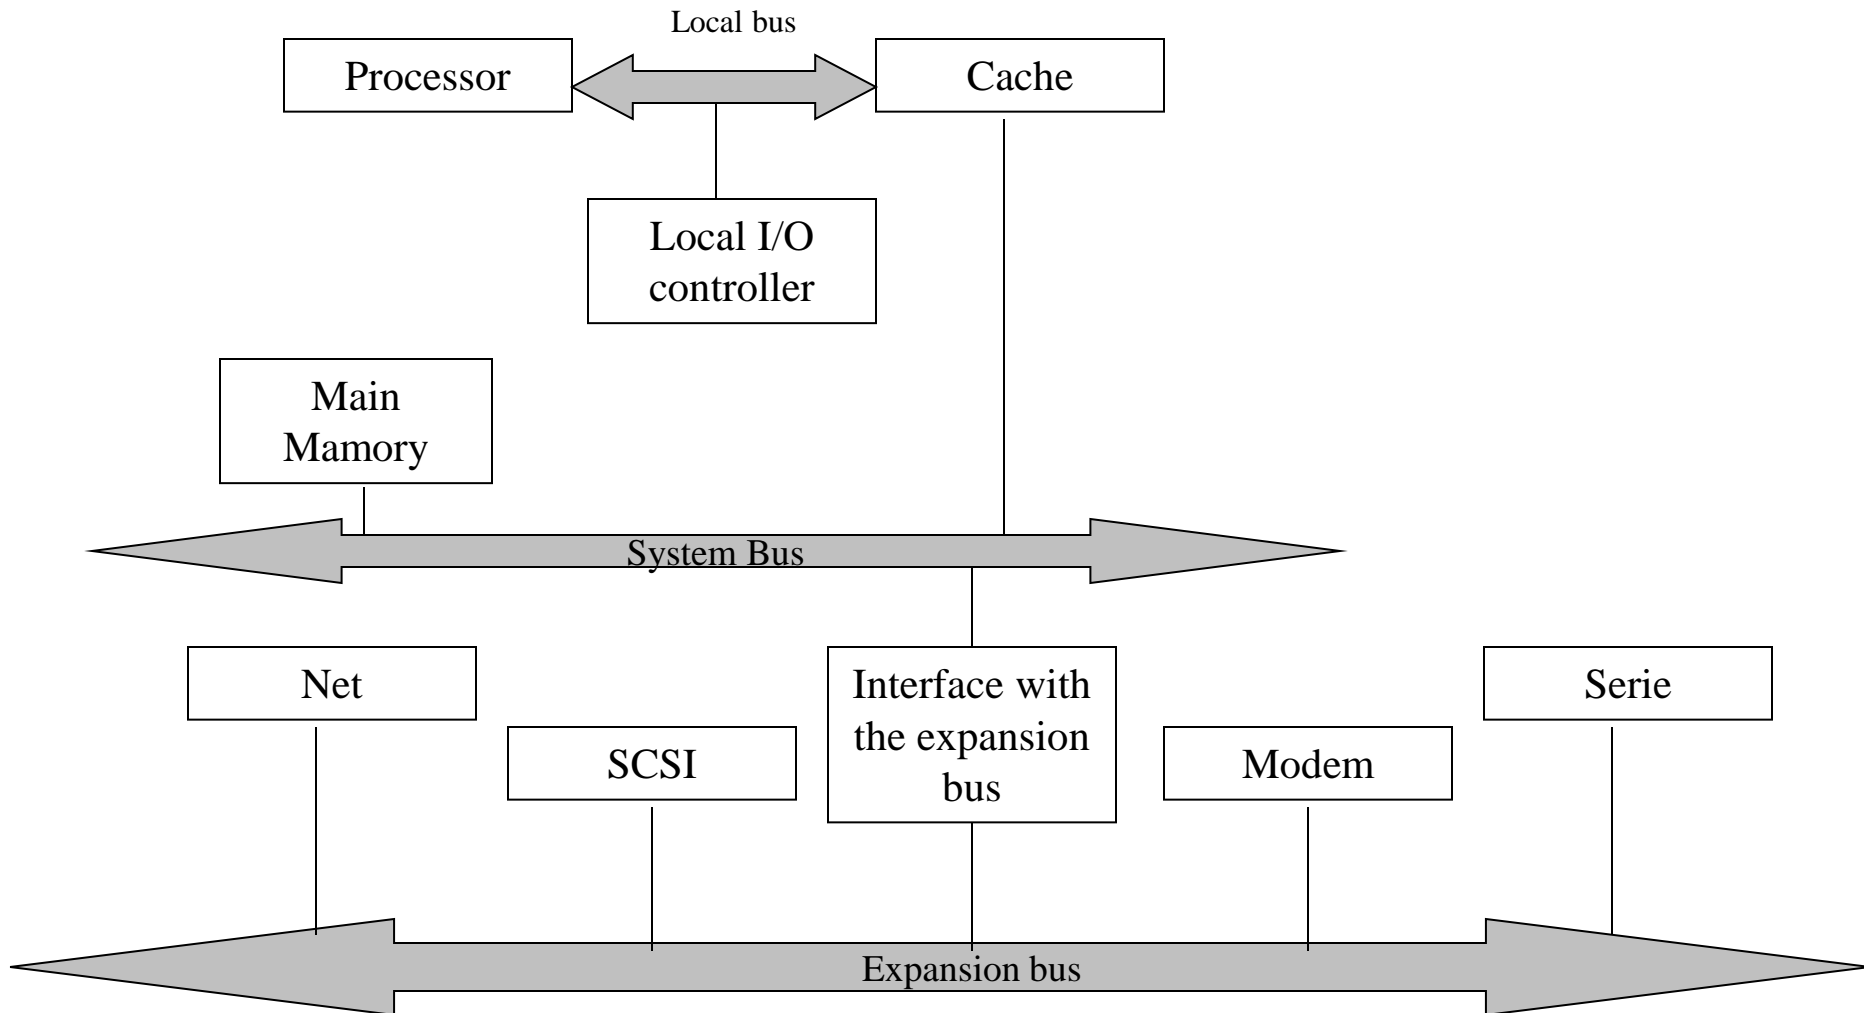 Local bus
Processor
Cache
Local I/O
controller
Main
Mamory
System Bus
Net
Interface with
the expansion
bus
Serie
SCSI
Modem
Expansion bus